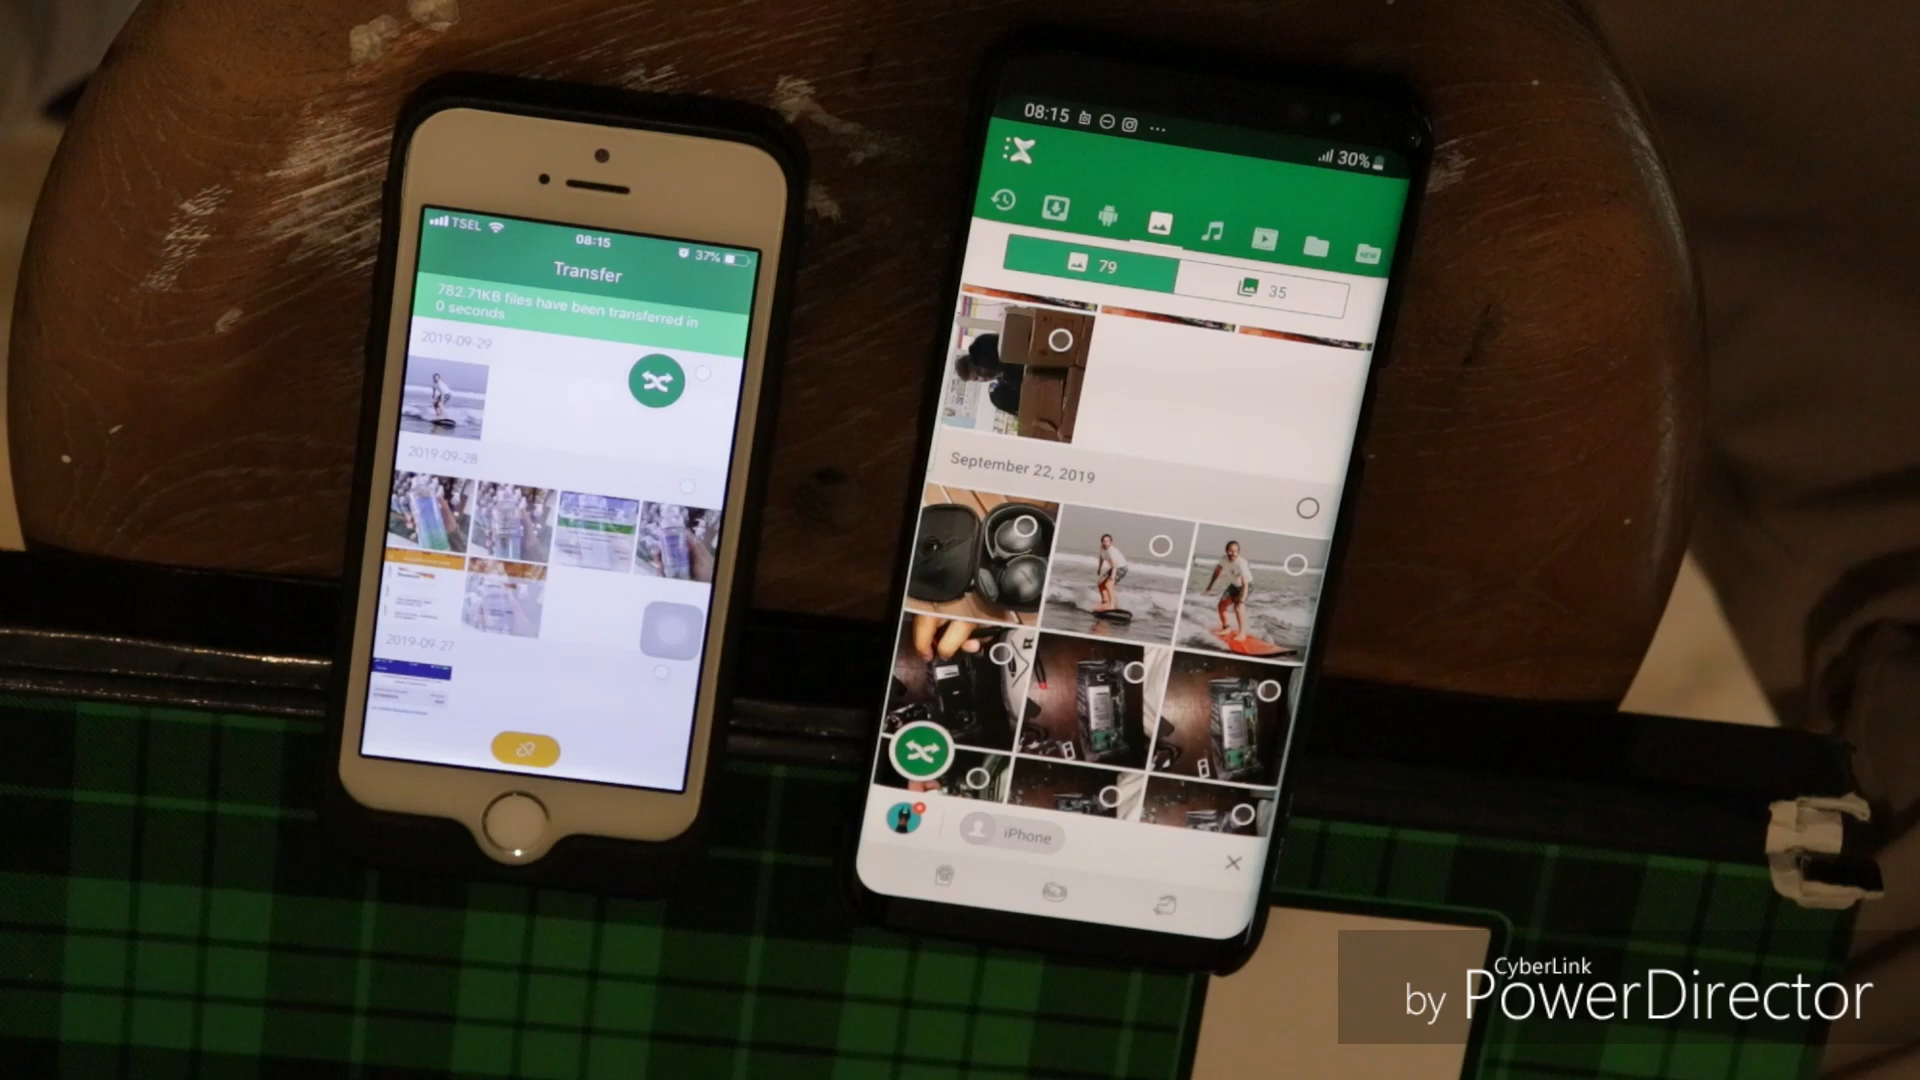 TSEL
08:15
37%
Transfer
782.71KB files have been transferred in
0 seconds
2019-09-29
2019-09-28
2019-09-27
08:15
30%
NEW
79
35
September 22, 2019
iPhone
CyberLink
by PowerDirector